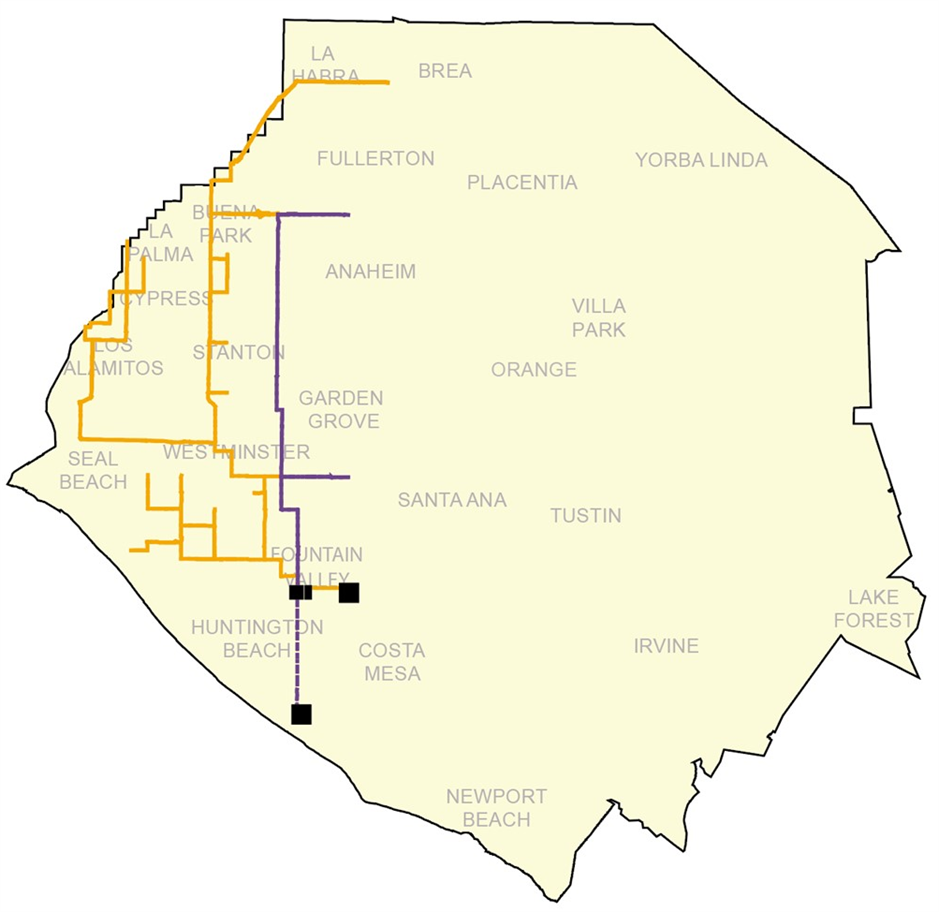 LA
HABRA
BREA
FULLERTON
YORBA LINDA
PLACENTIA
BUENA
PARK
LA
PALMA
ANAHEIM
CYPRESS
VILLA
PARK
LOS
ALAMITOS
STANTON
ORANGE
GARDEN
GROVE
WESTMINSTER
SEAL
BEACH
SANTA ANA
TUSTIN
FOUNTAIN
VALLEY
LAKE
FOREST
HUNTINGTON
BEACH
COSTA
MESA
IRVINE
NEWPORT
BEACH